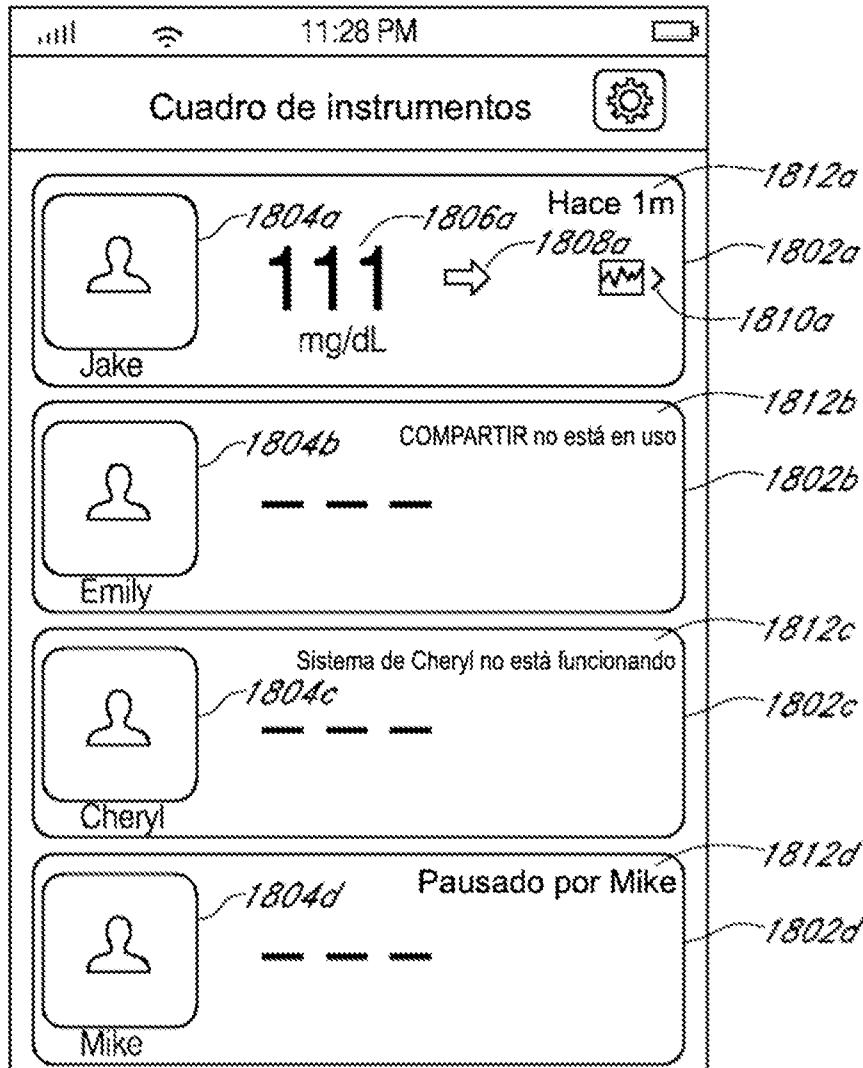 11:28 PM
Cuadro de instrumentos
1812a
Hace 1m
1804a
1806a
1808a
1802a
111
1810a
mg/dL
Jake
1812b
COMPARTIR no está en uso
1804b
1802b
— — —
Emily
1812c
Sistema de Cheryl no está funcionando
1804c
1802c
— — —
Cheryl
1812d
Pausado por Mike
1804d
1802d
— — —
Mike